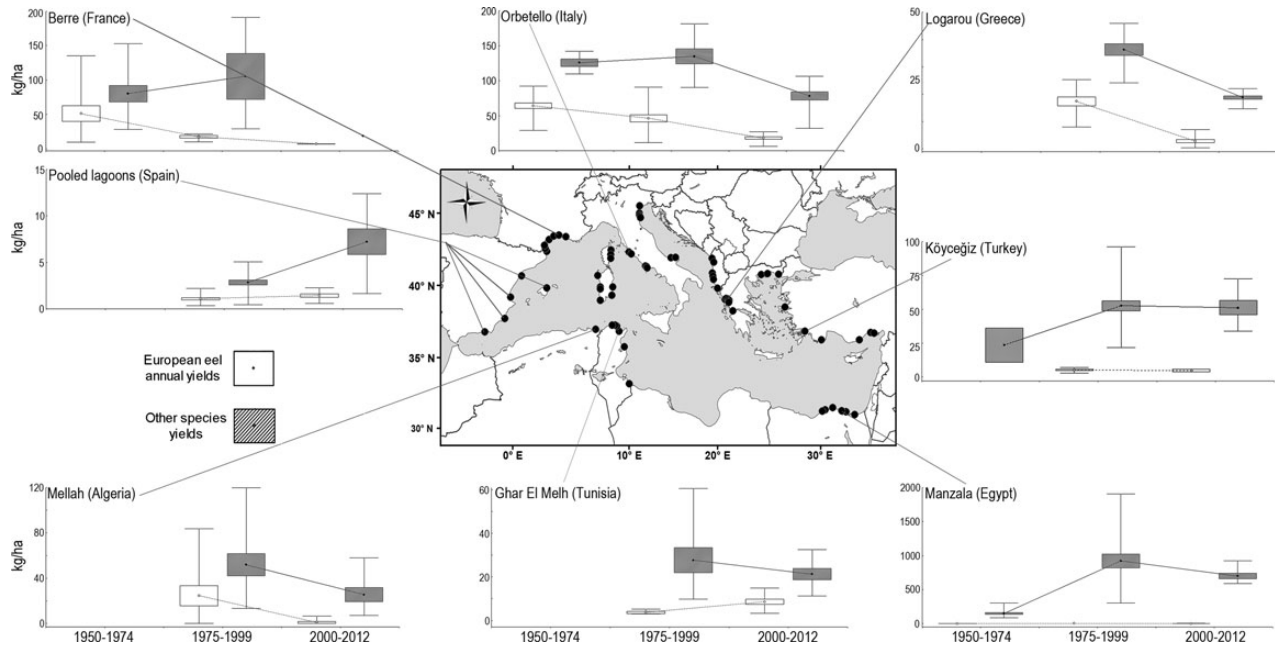 Berre (France)
200
150
100
50
0
kg/ha
Orbetello (Italy)
200
150
100
50
0
Logarou (Greece)
50
25
0
Pooled lagoons (Spain)
15
10
5
0
kg/ha
45° N
40° N
35° N
30° N
0° E
10° E
20° E
30° E
Köyceğiz (Turkey)
100
75
50
25
0
European eel
annual yields
Other species
yields
Mellah (Algeria)
120
80
40
0
kg/ha
1950-1974
1975-1999
2000-2012
Ghar El Melh (Tunisia)
60
40
20
0
1950-1974
1975-1999
2000-2012
Manzala (Egypt)
2000
1500
1000
500
0
1950-1974
1975-1999
2000-2012